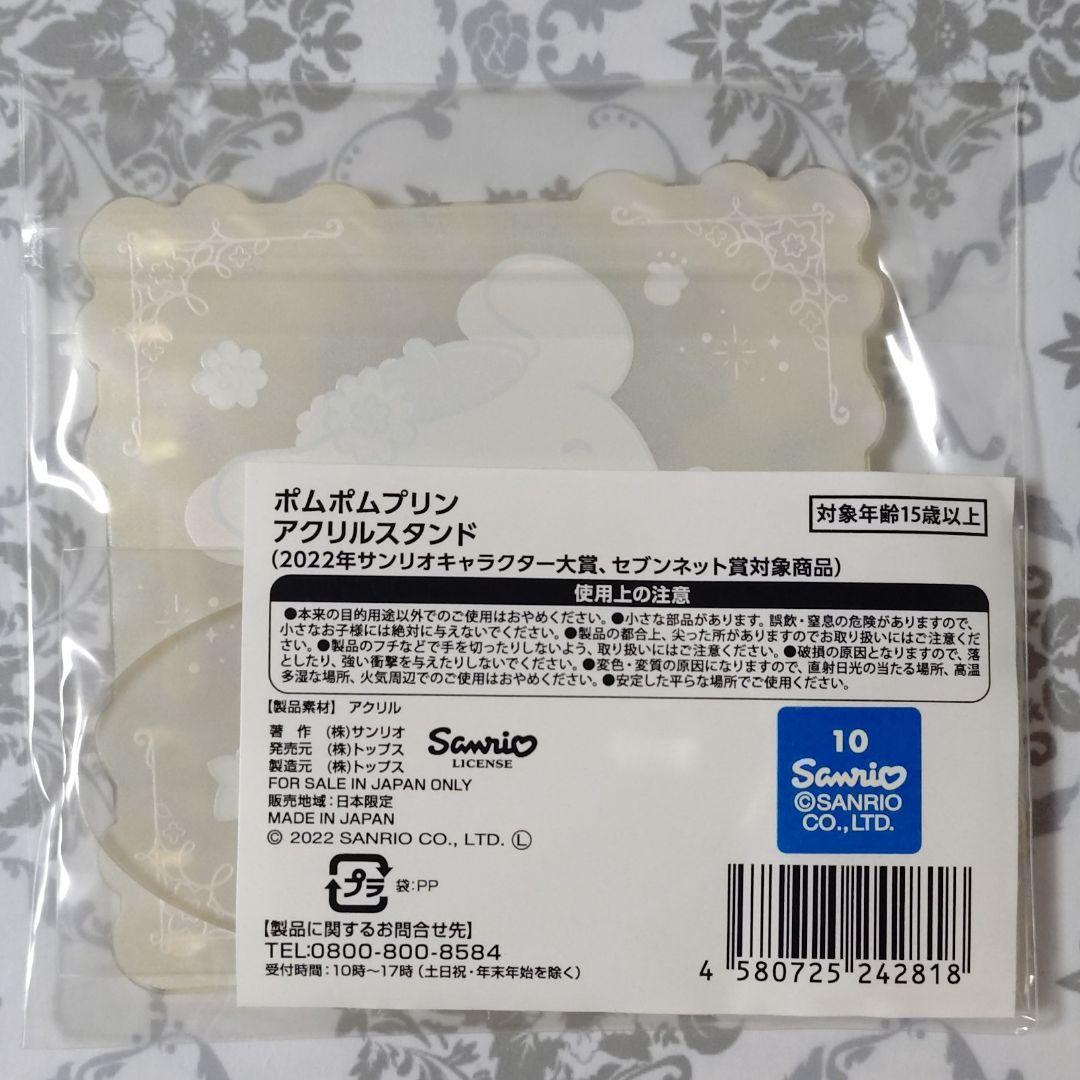 ポムポムプリン
アクリルスタンド
(2022年サンリオキャラクター大賞、セブンネット賞対象商品)
対象年齢15歳以上
使用上の注意
●本来の目的用途以外でのご使用はおやめください。●小さな部品があります。誤飲・窒息の危険がありますので、
小さなお子様には絶対に与えないでください。●製品の都合上、尖った所がありますのでお取り扱いにはご注意くだ
さい。●製品のフチなどで手を切ったりしないよう、取り扱いにはご注意ください。●破損の原因となりますので、落
としたり、強い衝撃を与えたりしないでください。●変色・変質の原因になりますので、直射日光の当たる場所、高温
多湿な場所、火気周辺でのご使用はおやめください。●安定した平らな場所でご使用ください。
【製品素材】 アクリル
著 作 (株)サンリオ
発売元 (株)トップス
製造元 (株)トップス
Sanrio
LICENSE
FOR SALE IN JAPAN ONLY
販売地域:日本限定
MADE IN JAPAN
© 2022 SANRIO CO., LTD. Ⓛ
プラ 袋:PP
【製品に関するお問合せ先】
TEL:0800-800-8584
受付時間:10時〜17時(土日祝・年末年始を除く)
10
Sanrio
©SANRIO
CO.,LTD.
4 580725 242818